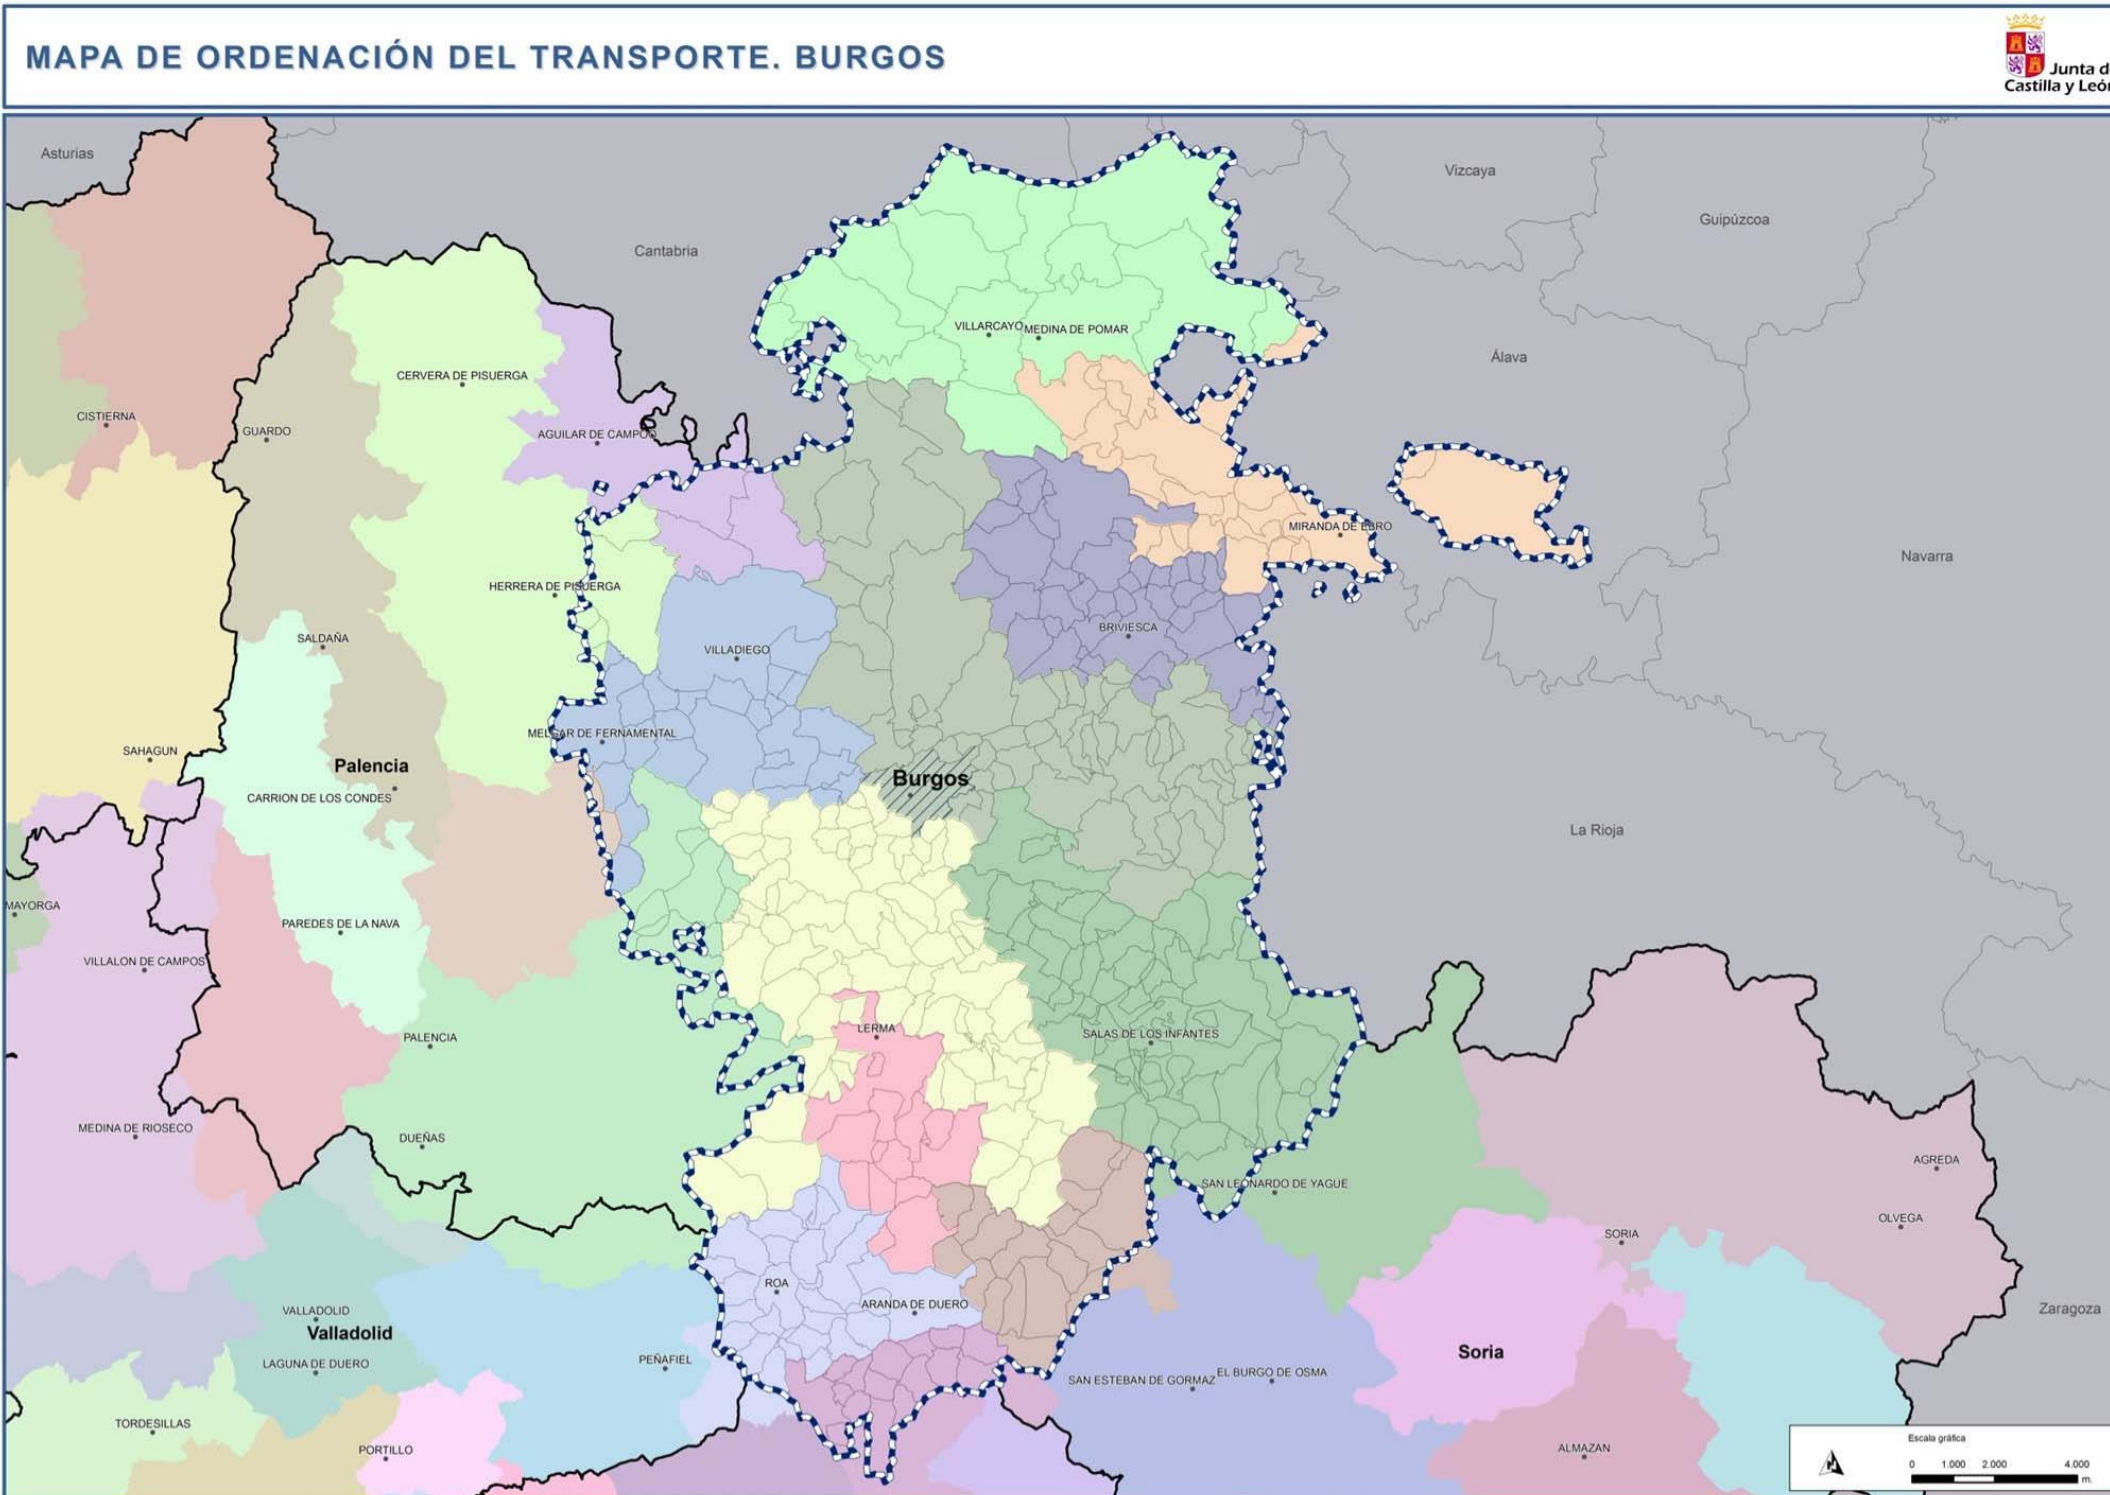 MAPA DE ORDENACIÓN DEL TRANSPORTE. BURGOS
Junta d
Castilla y León
Asturias
Vizcaya
Guipúzcoa
Cantabria
VILLARCAYO
MEDINA DE POMAR
Álava
CERVERA DE PISUERGA
CISTIERNA
GUARDO
AGUILAR DE CAMPOO
MIRANDA DE EBRO
Navarra
HERRERA DE PISUERGA
BRIVIESCA
SALDAÑA
VILLADIEGO
MELGAR DE FERNAMENTAL
SAHAGUN
Palencia
Burgos
CARRION DE LOS CONDES
La Rioja
MAYORGA
PAREDES DE LA NAVA
VILLALON DE CAMPOS
LERMA
SALAS DE LOS INFANTES
PALENCIA
MEDINA DE RIOSECO
DUEÑAS
AGREDA
SAN LEONARDO DE YAGUE
OLVEGA
SORIA
ROA
ARANDA DE DUERO
VALLADOLID
Valladolid
Zaragoza
LAGUNA DE DUERO
PEÑAFIEL
Soria
SAN ESTEBAN DE GORMAZ
EL BURGO DE OSMA
TORDESILLAS
PORTILLO
ALMAZAN
Escala gráfica
0 1.000 2.000 4.000
m.